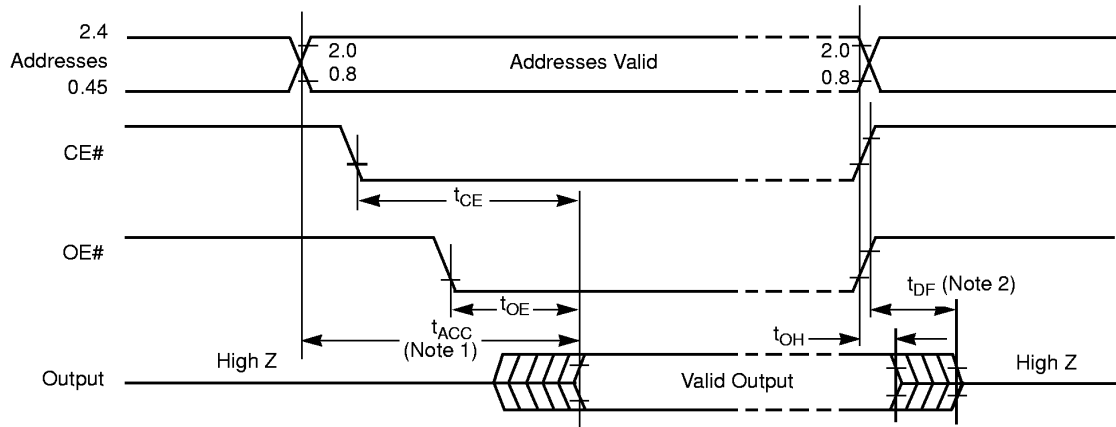 2.4
Addresses
0.45
2.0
0.8
Addresses Valid
2.0
0.8
CE#
tCE
OE#
tOE
tDF (Note 2)
tACC
(Note 1)
tOH
Output
High Z
Valid Output
High Z